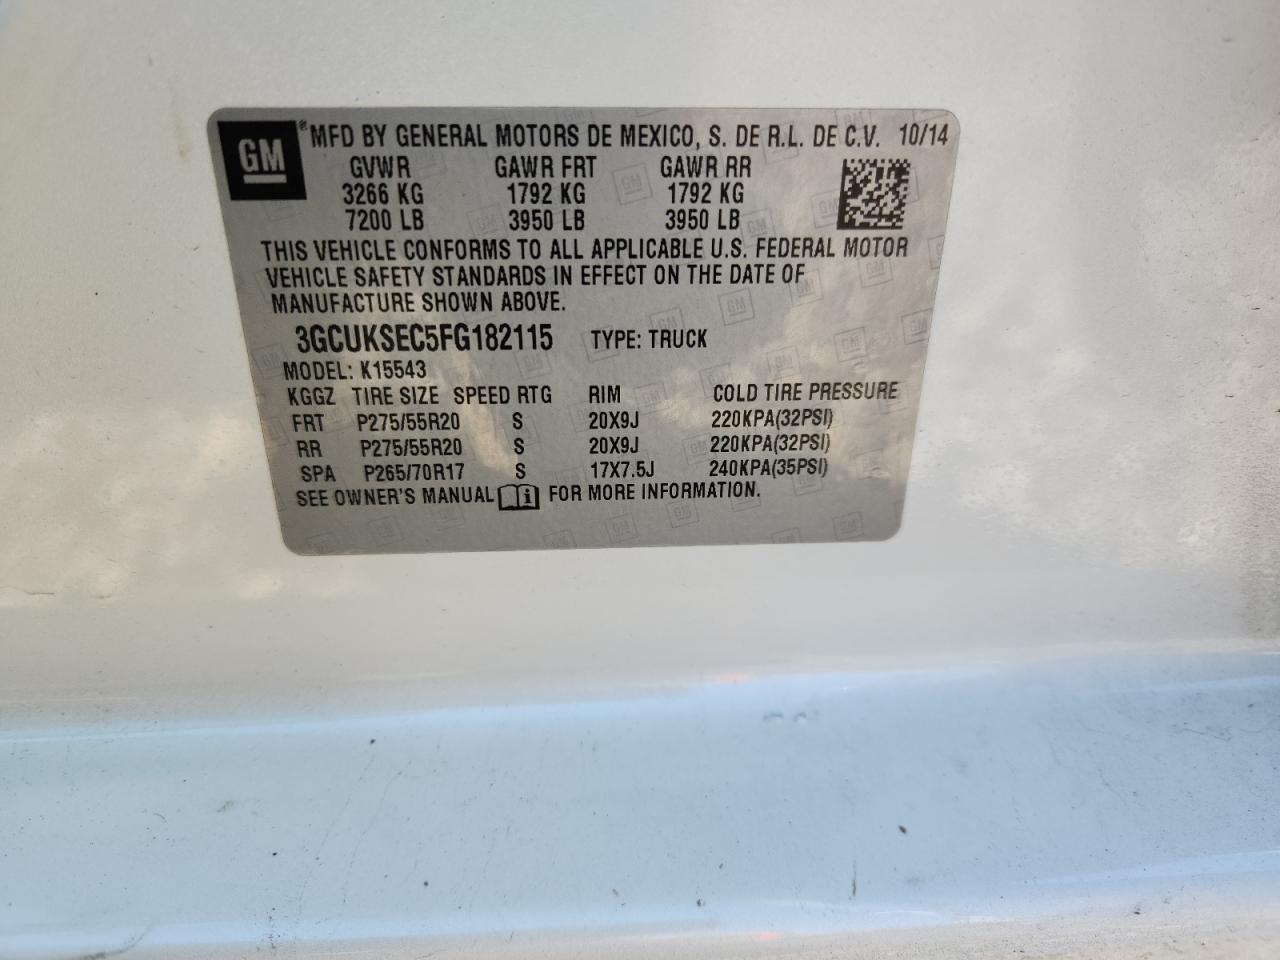 GM ® MFD BY GENERAL MOTORS DE MEXICO, S. DE R.L. DE C.V. 10/14
GVWR GAWR FRT GAWR RR
3266 KG 1792 KG 1792 KG
7200 LB 3950 LB 3950 LB
THIS VEHICLE CONFORMS TO ALL APPLICABLE U.S. FEDERAL MOTOR
VEHICLE SAFETY STANDARDS IN EFFECT ON THE DATE OF
MANUFACTURE SHOWN ABOVE.
3GCUKSEC5FG182115 TYPE: TRUCK
MODEL: K15543
KGGZ TIRE SIZE SPEED RTG RIM COLD TIRE PRESSURE
FRT P275/55R20 S 20X9J 220KPA(32PSI)
RR P275/55R20 S 20X9J 220KPA(32PSI)
SPA P265/70R17 S 17X7.5J 240KPA(35PSI)
SEE OWNER'S MANUAL i FOR MORE INFORMATION.